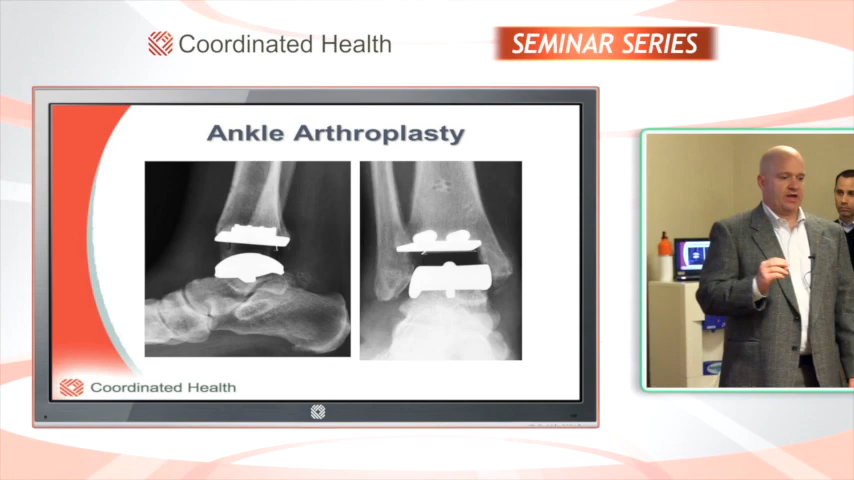 Coordinated Health
SEMINAR SERIES
Ankle Arthroplasty
Coordinated Health